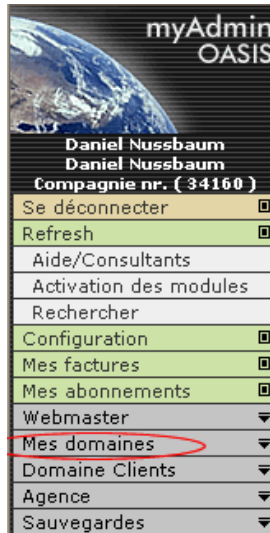 myAdmin
OASIS
Daniel Nussbaum
Daniel Nussbaum
Compagnie nr. ( 34160 )
Se déconnecter
Refresh
Aide/Consultants
Activation des modules
Rechercher
Configuration
Mes factures
Mes abonnements
Webmaster
Mes domaines
Domaine Clients
Agence
Sauvegardes